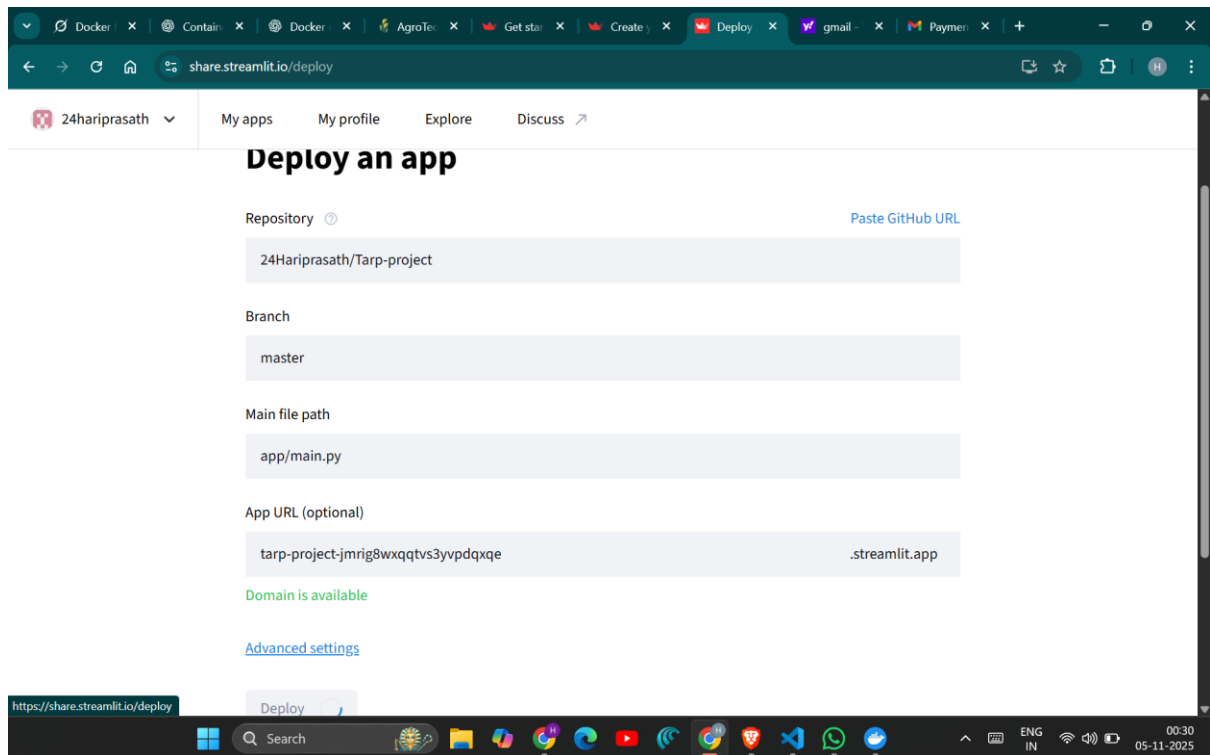 Docker
Contain
Docker
AgroTec
Get star
Create y
Deploy
gmail -
Paymen
share.streamlit.io/deploy
H
24hariprasath
My apps
My profile
Explore
Discuss
Deploy an app
Repository
Paste GitHub URL
24Hariprasath/Tarp-project
Branch
master
Main file path
app/main.py
App URL (optional)
tarp-project-jmrig8wxqqtvs3yvpdqxqe .streamlit.app
Domain is available
Advanced settings
Deploy
https://share.streamlit.io/deploy
Search
ENG
IN
00:30
05-11-2025